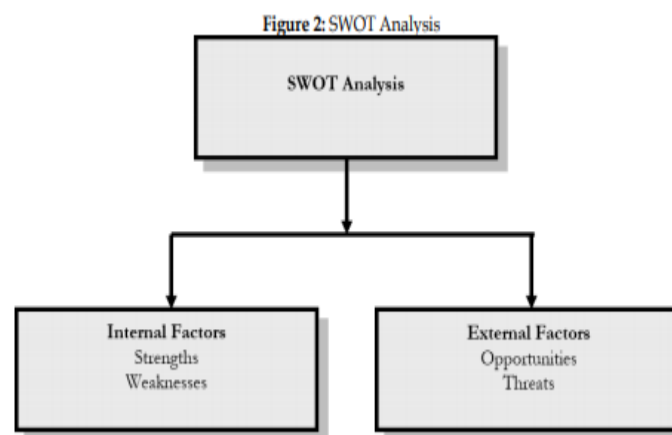 Figure 2: SWOT Analysis
SWOT Analysis
Internal Factors
Strengths
Weaknesses
External Factors
Opportunities
Threats